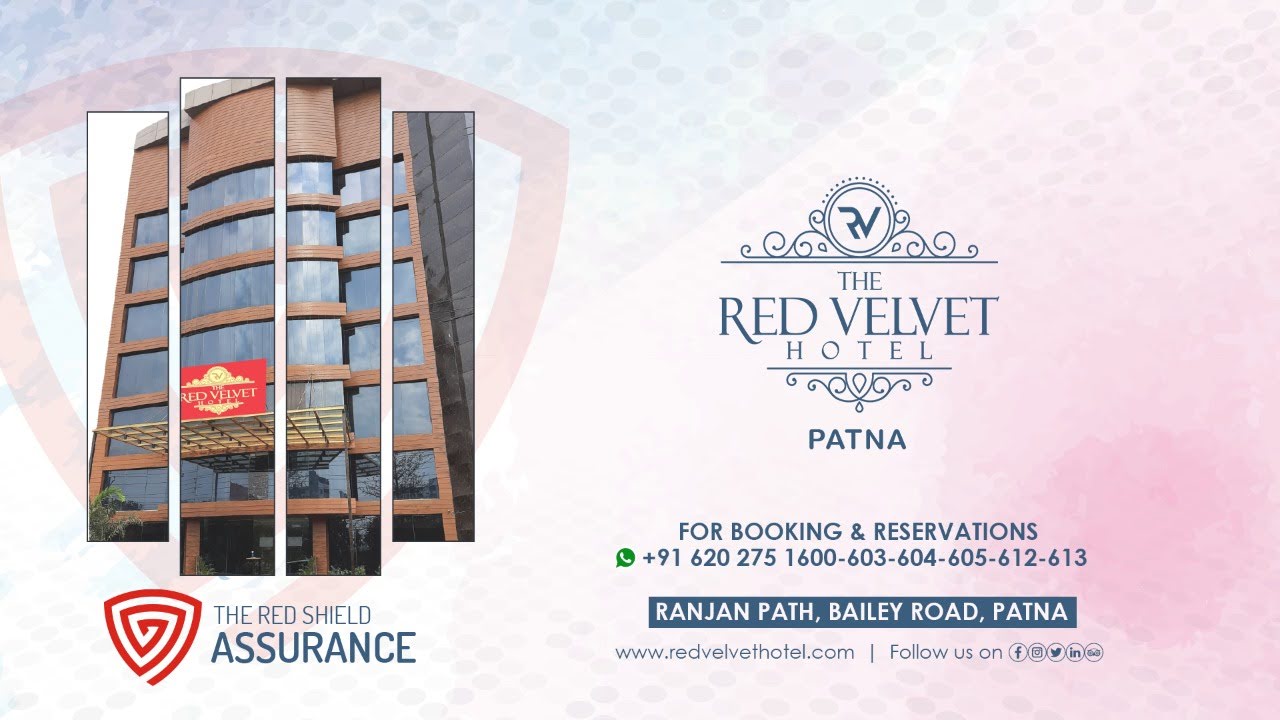 THE
RED VELVET
HOTEL
THE RED SHIELD
ASSURANCE
RV
THE
RED VELVET
HOTEL
PATNA
FOR BOOKING & RESERVATIONS
+91 620 275 1600-603-604-605-612-613
RANJAN PATH, BAILEY ROAD, PATNA
www.redvelvethotel.com | Follow us on